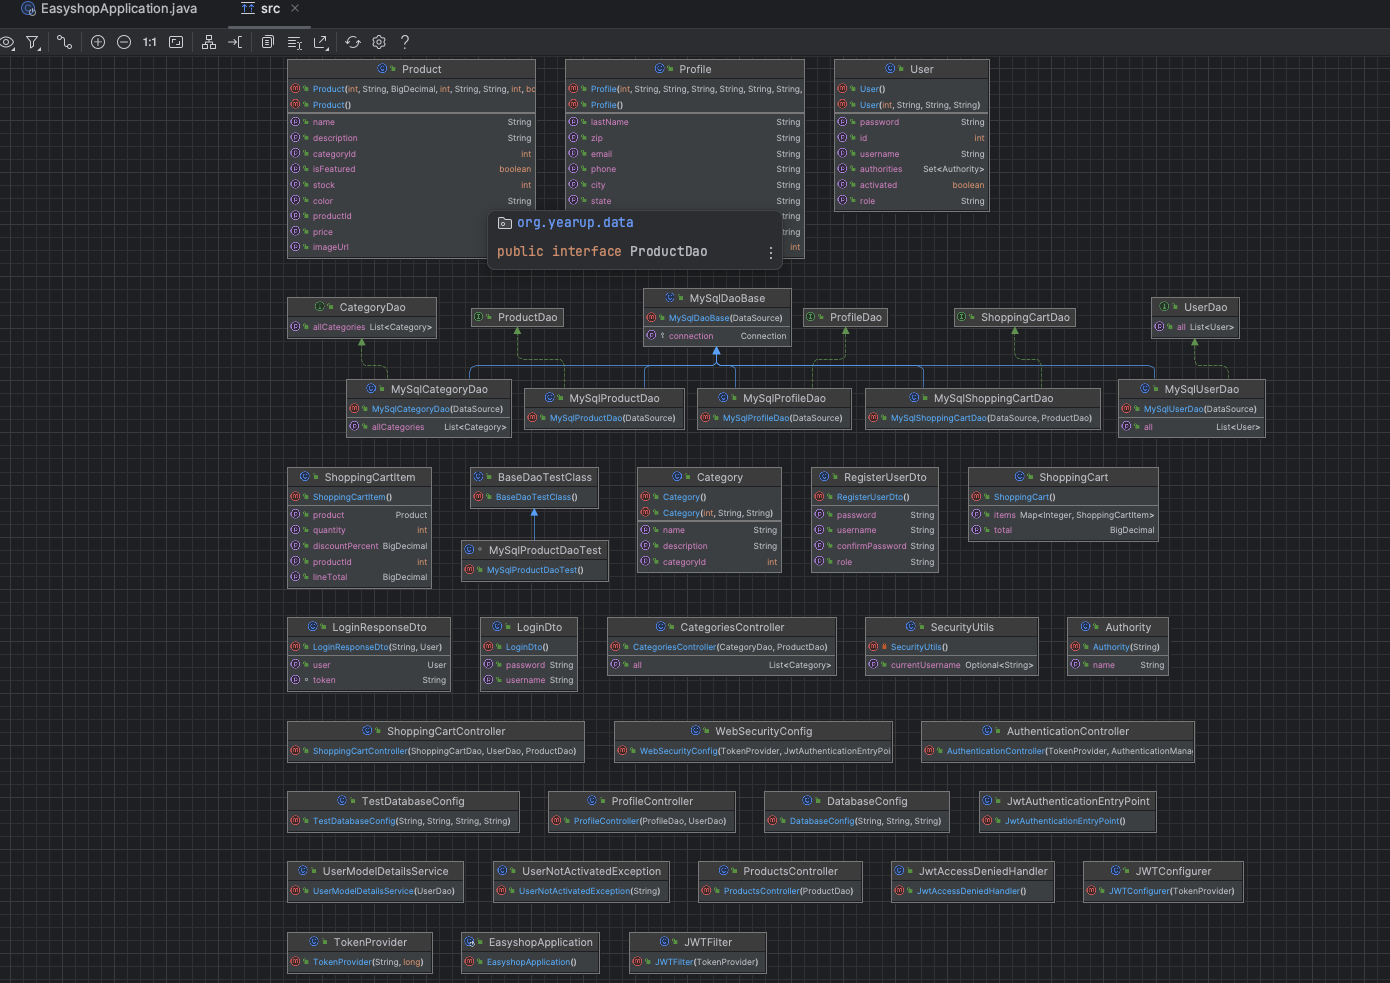 EasyshopApplication.java
src
1:1
?
Product
Product(int, String, BigDecimal, int, String, String, int, bo
Product()
name String
description String
categoryId int
isFeatured boolean
stock int
color String
productId
price
imageUrl
Profile
Profile(int, String, String, String, String, String, String,
Profile()
lastName String
zip String
email String
phone String
city String
state String
tring
tring
int
User
User()
User(int, String, String, String)
password String
id int
username String
authorities Set<Authority>
activated boolean
role String
org.yearup.data
public interface ProductDao
CategoryDao
allCategories List<Category>
ProductDao
MySqlDaoBase
MySqlDaoBase(DataSource)
connection Connection
ProfileDao
ShoppingCartDao
UserDao
all List<User>
MySqlCategoryDao
MySqlCategoryDao(DataSource)
allCategories List<Category>
MySqlProductDao
MySqlProductDao(DataSource)
MySqlProfileDao
MySqlProfileDao(DataSource)
MySqlShoppingCartDao
MySqlShoppingCartDao(DataSource, ProductDao)
MySqlUserDao
MySqlUserDao(DataSource)
all List<User>
ShoppingCartItem
ShoppingCartItem()
product Product
quantity int
discountPercent BigDecimal
productId int
lineTotal BigDecimal
BaseDaoTestClass
BaseDaoTestClass()
MySqlProductDaoTest
MySqlProductDaoTest()
Category
Category()
Category(int, String, String)
name String
description String
categoryId int
RegisterUserDto
RegisterUserDto()
password String
username String
confirmPassword String
role String
ShoppingCart
ShoppingCart()
items Map<Integer, ShoppingCartItem>
total BigDecimal
LoginResponseDto
LoginResponseDto(String, User)
user User
token String
LoginDto
LoginDto()
password String
username String
CategoriesController
CategoriesController(CategoryDao, ProductDao)
all List<Category>
SecurityUtils
SecurityUtils()
currentUsername Optional<String>
Authority
Authority(String)
name String
ShoppingCartController
ShoppingCartController(ShoppingCartDao, UserDao, ProductDao)
WebSecurityConfig
WebSecurityConfig(TokenProvider, JwtAuthenticationEntryPoi
AuthenticationController
AuthenticationController(TokenProvider, AuthenticationMana
TestDatabaseConfig
TestDatabaseConfig(String, String, String, String)
ProfileController
ProfileController(ProfileDao, UserDao)
DatabaseConfig
DatabaseConfig(String, String, String)
JwtAuthenticationEntryPoint
JwtAuthenticationEntryPoint()
UserModelDetailsService
UserModelDetailsService(UserDao)
UserNotActivatedException
UserNotActivatedException(String)
ProductsController
ProductsController(ProductDao)
JwtAccessDeniedHandler
JwtAccessDeniedHandler()
JWTConfigurer
JWTConfigurer(TokenProvider)
TokenProvider
TokenProvider(String, long)
EasyshopApplication
EasyshopApplication()
JWTFilter
JWTFilter(TokenProvider)